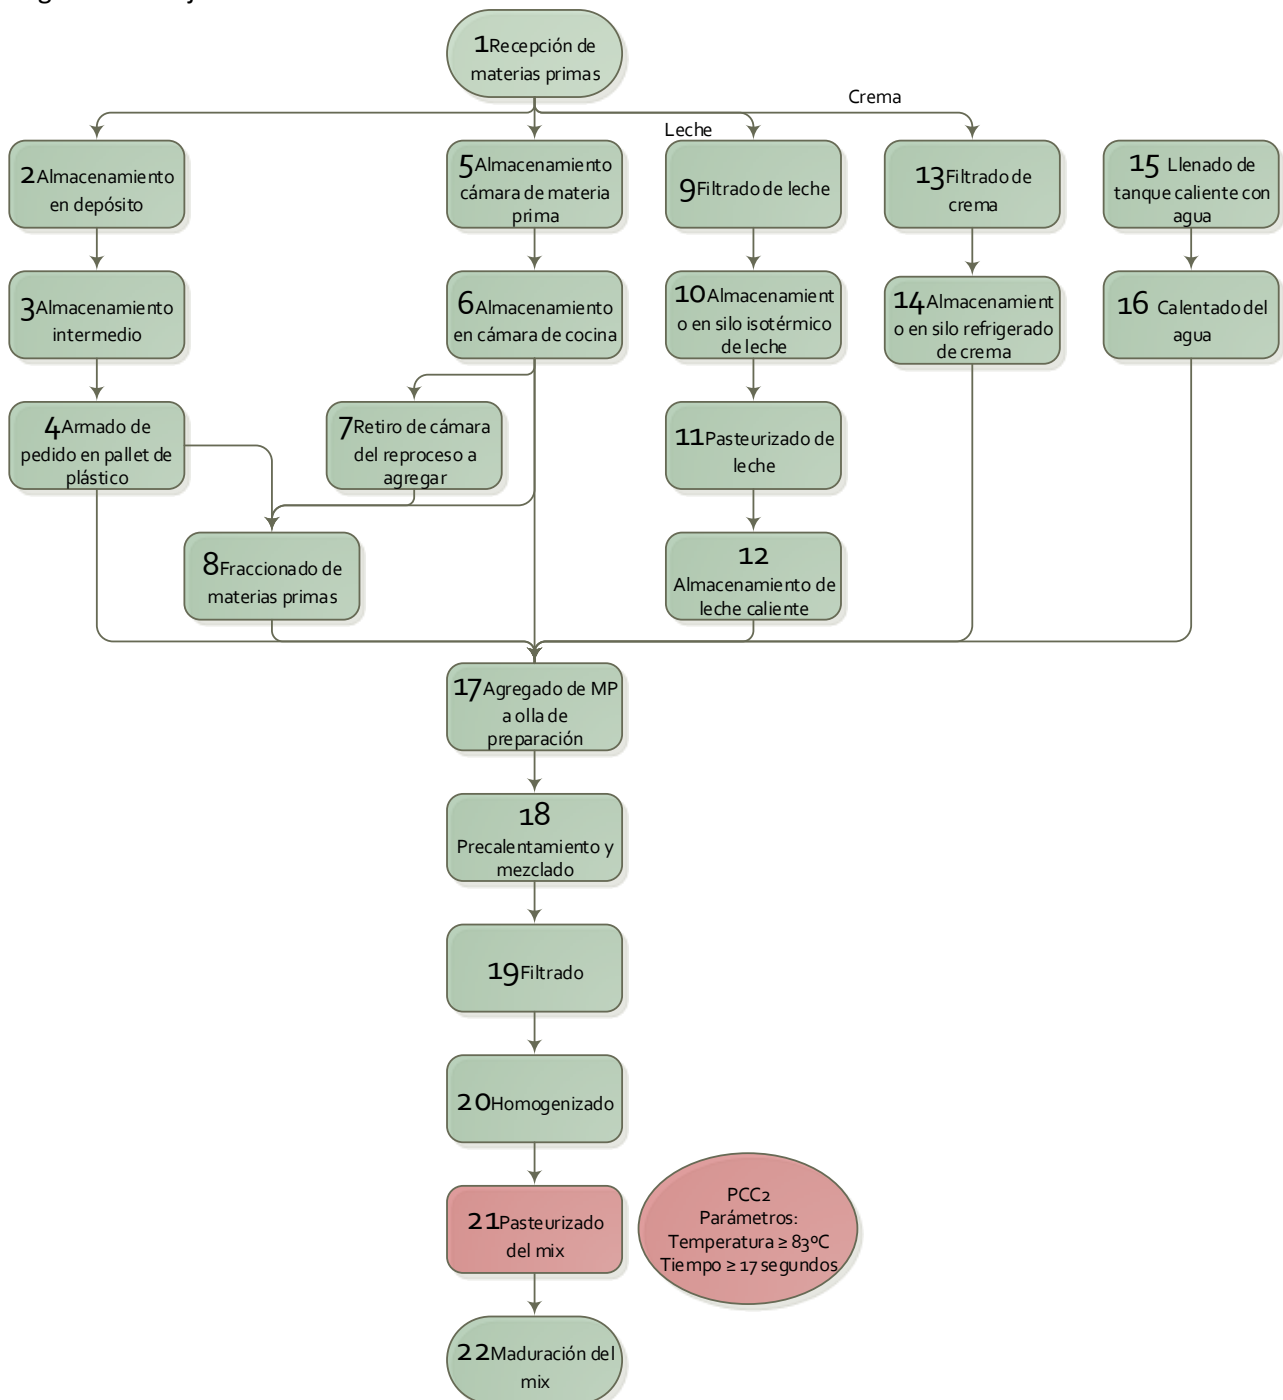 1Recepción de
materias primas
Crema
Leche
2Almacenamiento
en depósito
5Almacenamiento
cámara de materia
prima
9Filtrado de leche
13Filtrado de
crema
15 Llenado de
tanque caliente con
agua
3Almacenamiento
intermedio
6Almacenamiento
en cámara de cocina
10Almacenamient
o en silo isotérmico
de leche
14Almacenamient
o en silo refrigerado
de crema
16 Calentado del
agua
4Armado de
pedido en pallet de
plástico
7Retiro de cámara
del reproceso a
agregar
11Pasteurizado de
leche
8Fraccionado de
materias primas
12
Almacenamiento de
leche caliente
17Agregado de MP
a olla de
preparación
18
Precalentamiento y
mezclado
19Filtrado
20Homogenizado
21Pasteurizado
del mix
PCC2
Parámetros:
Temperatura ≥ 83ºC
Tiempo ≥ 17 segundos
22Maduración del
mix